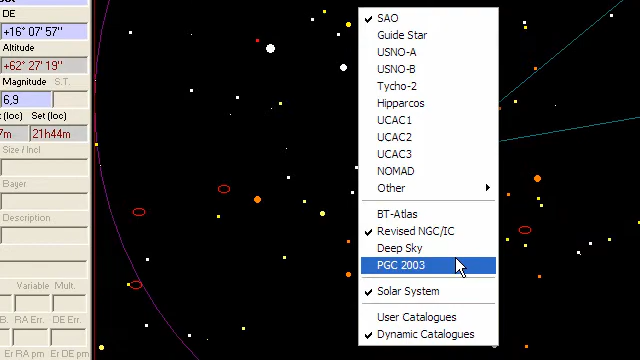 DE
+16° 07' 57"
Altitude
+62° 27' 19"
Magnitude S.T.
6,9
Set (loc)
7m 21h44m
Size / Incl
Bayer
Description
Variable Mult.
B. RA Err. DE Err.
Er RA pm Er DE pm
SAO
Guide Star
USNO-A
USNO-B
Tycho-2
Hipparcos
UCAC1
UCAC2
UCAC3
NOMAD
Other
BT-Atlas
Revised NGC/IC
Deep Sky
PGC 2003
Solar System
User Catalogues
Dynamic Catalogues